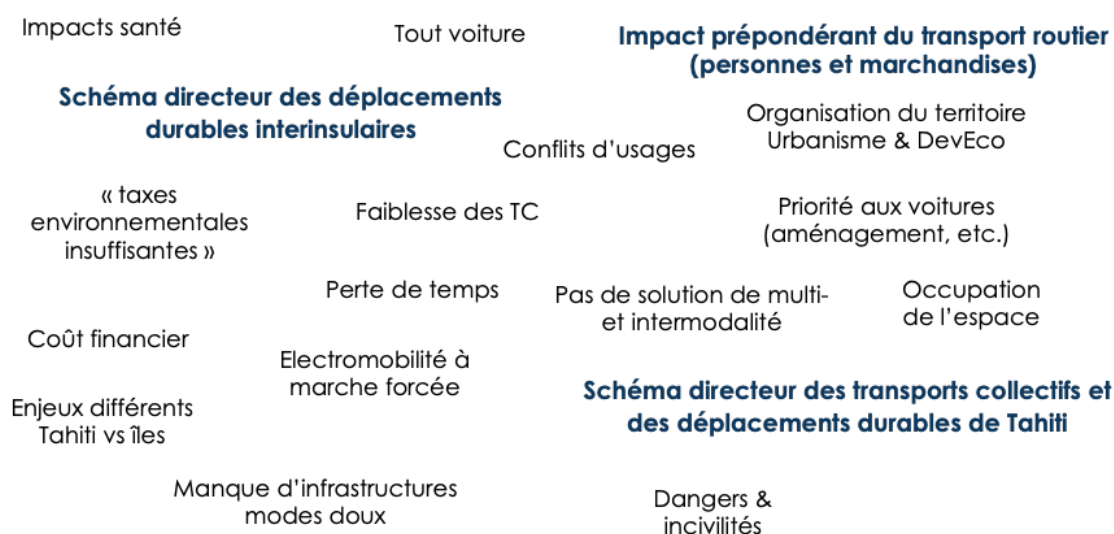 Impacts santé
Tout voiture
Impact prépondérant du transport routier
(personnes et marchandises)
Schéma directeur des déplacements
durables interinsulaires
Organisation du territoire
Urbanisme & DevEco
Conflits d’usages
« taxes
environnementales
insuffisantes »
Faiblesse des TC
Priorité aux voitures
(aménagement, etc.)
Perte de temps
Pas de solution de multi-
et intermodalité
Occupation
de l’espace
Coût financier
Electromobilité à
marche forcée
Schéma directeur des transports collectifs et
des déplacements durables de Tahiti
Enjeux différents
Tahiti vs îles
Manque d’infrastructures
modes doux
Dangers &
incivilités